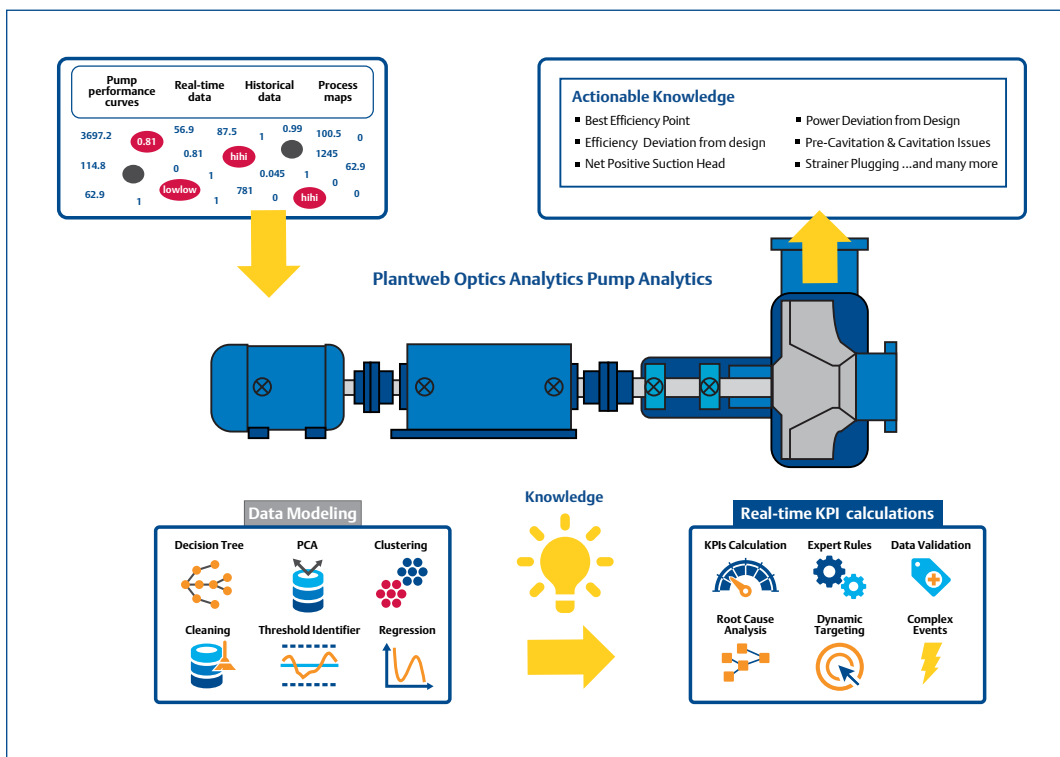 Pump performance curves
Real-time data
Historical data
Process maps
3697.2
0.81
56.9
87.5
1
0.99
100.5
0
0.81
hihi
1245
114.8
0
1
0.045
1
62.9
0
62.9
1
lowlow
1
781
0
hihi
0
Actionable Knowledge
▪ Best Efficiency Point
▪ Efficiency Deviation from design
▪ Net Positive Suction Head
▪ Power Deviation from Design
▪ Pre-Cavitation & Cavitation Issues
▪ Strainer Plugging ...and many more
Plantweb Optics Analytics Pump Analytics
Data Modeling
Decision Tree
PCA
Clustering
Cleaning
Threshold Identifier
Regression
Knowledge
Real-time KPI calculations
KPIs Calculation
Expert Rules
Data Validation
Root Cause
Analysis
Dynamic
Targeting
Complex
Events